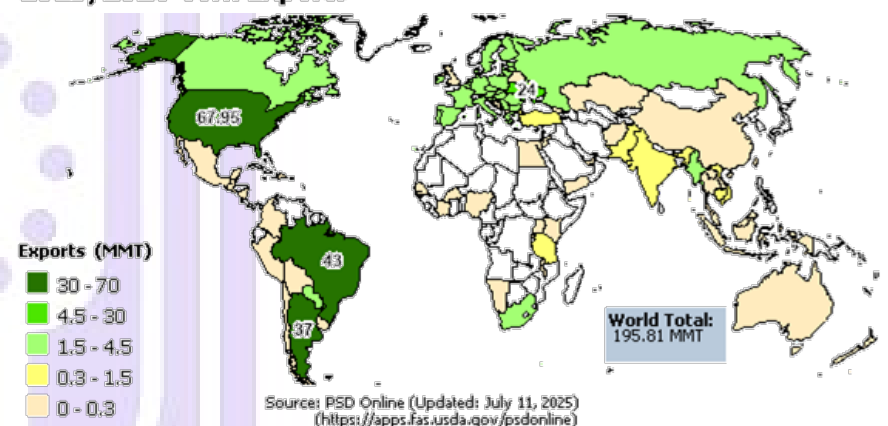 67.95
24
43
37
Exports (MMT)
30 - 70
4.5 - 30
1.5 - 4.5
0.3 - 1.5
0 - 0.3
World Total:
195.81 MMT
Source: PSD Online (Updated: July 11, 2025)
(https://apps.fas.usda.gov/psdonline)